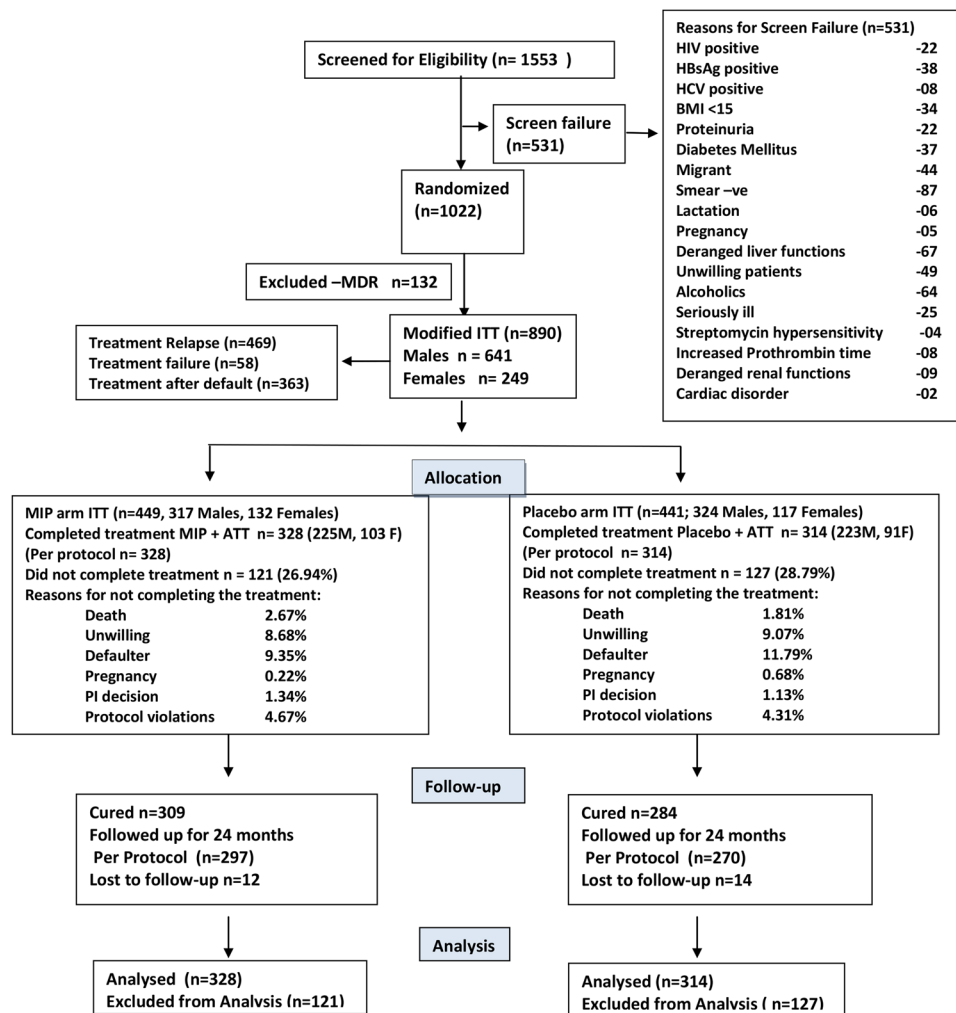 Screened for Eligibility (n= 1553 )
Screen failure
(n=531)
Reasons for Screen Failure (n=531)
HIV positive -22
HBsAg positive -38
HCV positive -08
BMI <15 -34
Proteinuria -22
Diabetes Mellitus -37
Migrant -44
Smear –ve -87
Lactation -06
Pregnancy -05
Deranged liver functions -67
Unwilling patients -49
Alcoholics -64
Seriously ill -25
Streptomycin hypersensitivity -04
Increased Prothrombin time -08
Deranged renal functions -09
Cardiac disorder -02
Randomized
(n=1022)
Excluded –MDR n=132
Modified ITT (n=890)
Males n = 641
Females n= 249
Treatment Relapse (n=469)
Treatment failure (n=58)
Treatment after default (n=363)
Allocation
MIP arm ITT (n=449, 317 Males, 132 Females)
Completed treatment MIP + ATT n= 328 (225M, 103 F)
(Per protocol n= 328)
Did not complete treatment n = 121 (26.94%)
Reasons for not completing the treatment:
Death 2.67%
Unwilling 8.68%
Defaulter 9.35%
Pregnancy 0.22%
PI decision 1.34%
Protocol violations 4.67%
Placebo arm ITT (n=441; 324 Males, 117 Females)
Completed treatment Placebo + ATT n= 314 (223M, 91F)
(Per protocol n= 314)
Did not complete treatment n = 127 (28.79%)
Reasons for not completing the treatment:
Death 1.81%
Unwilling 9.07%
Defaulter 11.79%
Pregnancy 0.68%
PI decision 1.13%
Protocol violations 4.31%
Follow-up
Cured n=309
Followed up for 24 months
Per Protocol (n=297)
Lost to follow-up n=12
Cured n=284
Followed up for 24 months
Per Protocol (n=270)
Lost to follow-up n=14
Analysis
Analysed (n=328)
Excluded from Analysis (n=121)
Analysed (n=314)
Excluded from Analysis ( n=127)